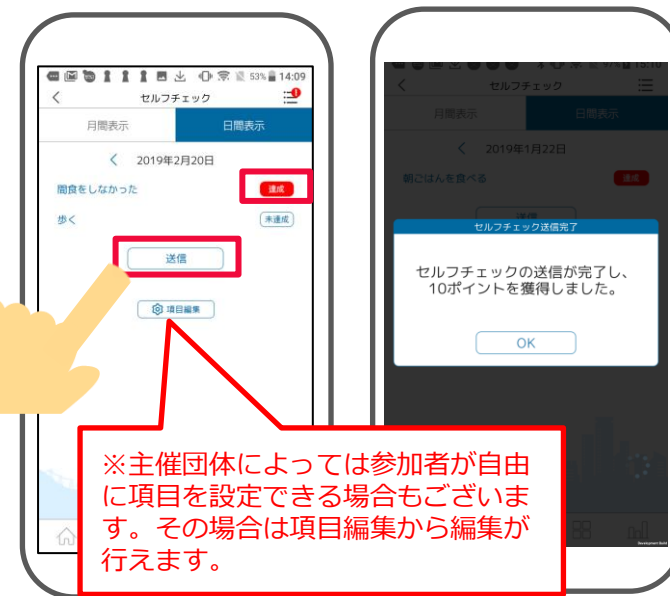 53% 14:09
セルフチェック
月間表示
日間表示
2019年2月20日
間食をしなかった
達成
歩く
未達成
送信
項目編集
※主催団体によっては参加者が自由
に項目を設定できる場合もございま
す。その場合は項目編集から編集が
行えます。
セルフチェック
月間表示
日間表示
2019年1月22日
朝ごはんを食べる
達成
セルフチェック送信完了
セルフチェックの送信が完了し、
10ポイントを獲得しました。
OK
Development Build